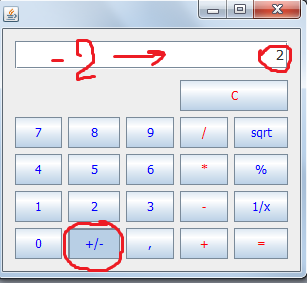 -2 → 2
C
7 8 9 / sqrt
4 5 6 * %
1 2 3 - 1/x
0 +/- , + =